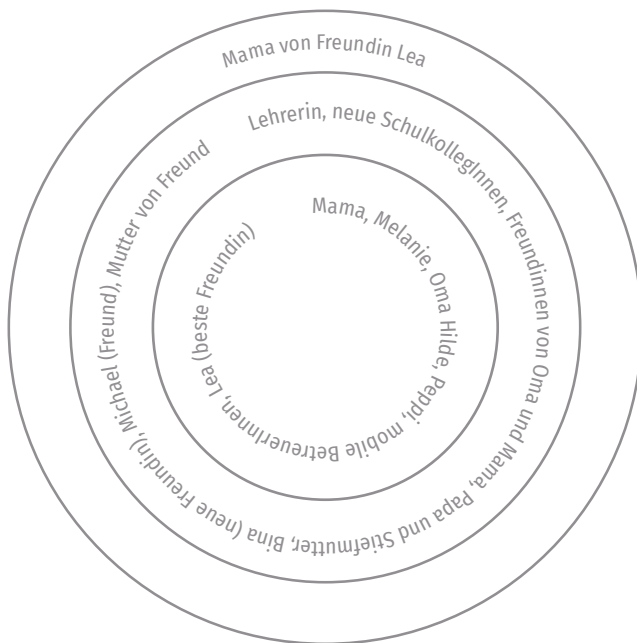 Mama von Freundin Lea
Lehrerin, neue SchulkollegInnen, Freundinnen von Oma und Mama, Papa und Stiefmutter, Bina (neue Freundin), Michael (Freund), Mutter von Freund
Mama, Melanie, Oma Hilde, Peppi, mobile BetreuerInnen, Lea (beste Freundin)